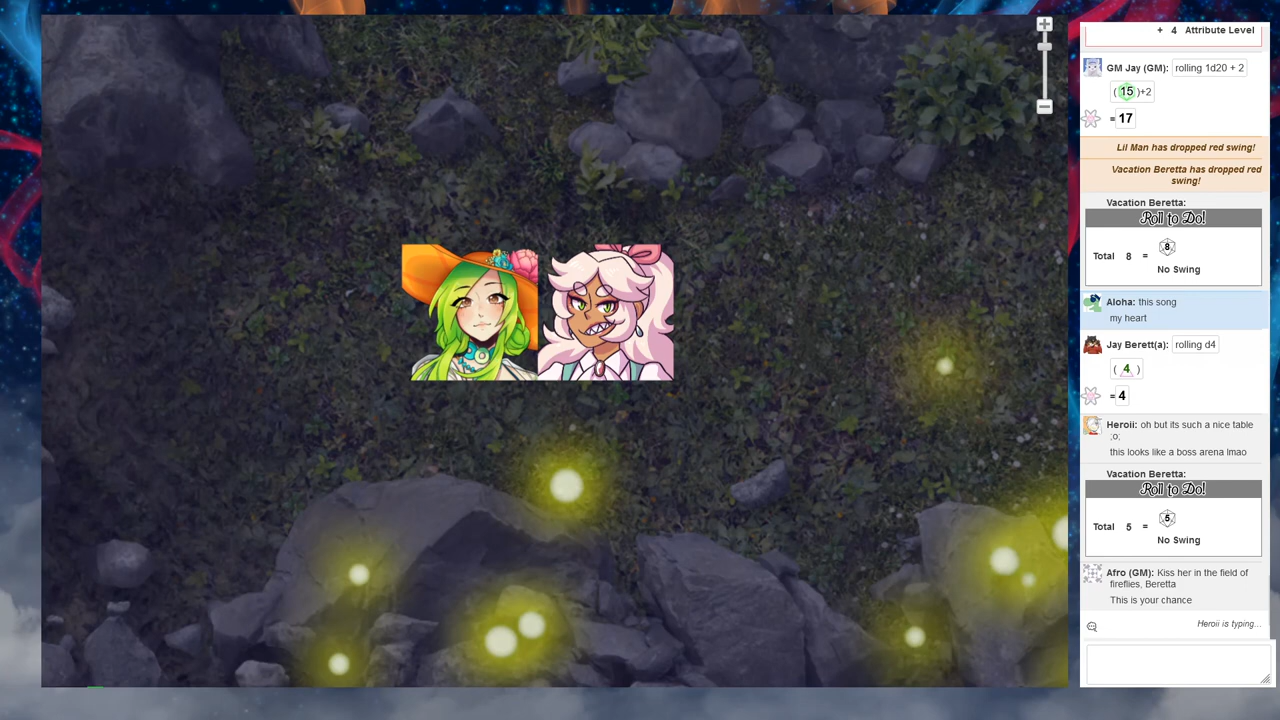 + 4 Attribute Level
GM Jay (GM): rolling 1d20 + 2
(15)+2
=17
Lil Man has dropped red swing!
Vacation Beretta has dropped red
swing!
Vacation Beretta:
Roll to Do!
8
Total 8 =
No Swing
Aloha: this song
my heart
Jay Berett(a): rolling d4
(4)
=4
Heroii: oh but its such a nice table
;o;
this looks like a boss arena lmao
Vacation Beretta:
Roll to Do!
5
Total 5 =
No Swing
Afro (GM): Kiss her in the field of
fireflies, Beretta
This is your chance
Heroii is typing...